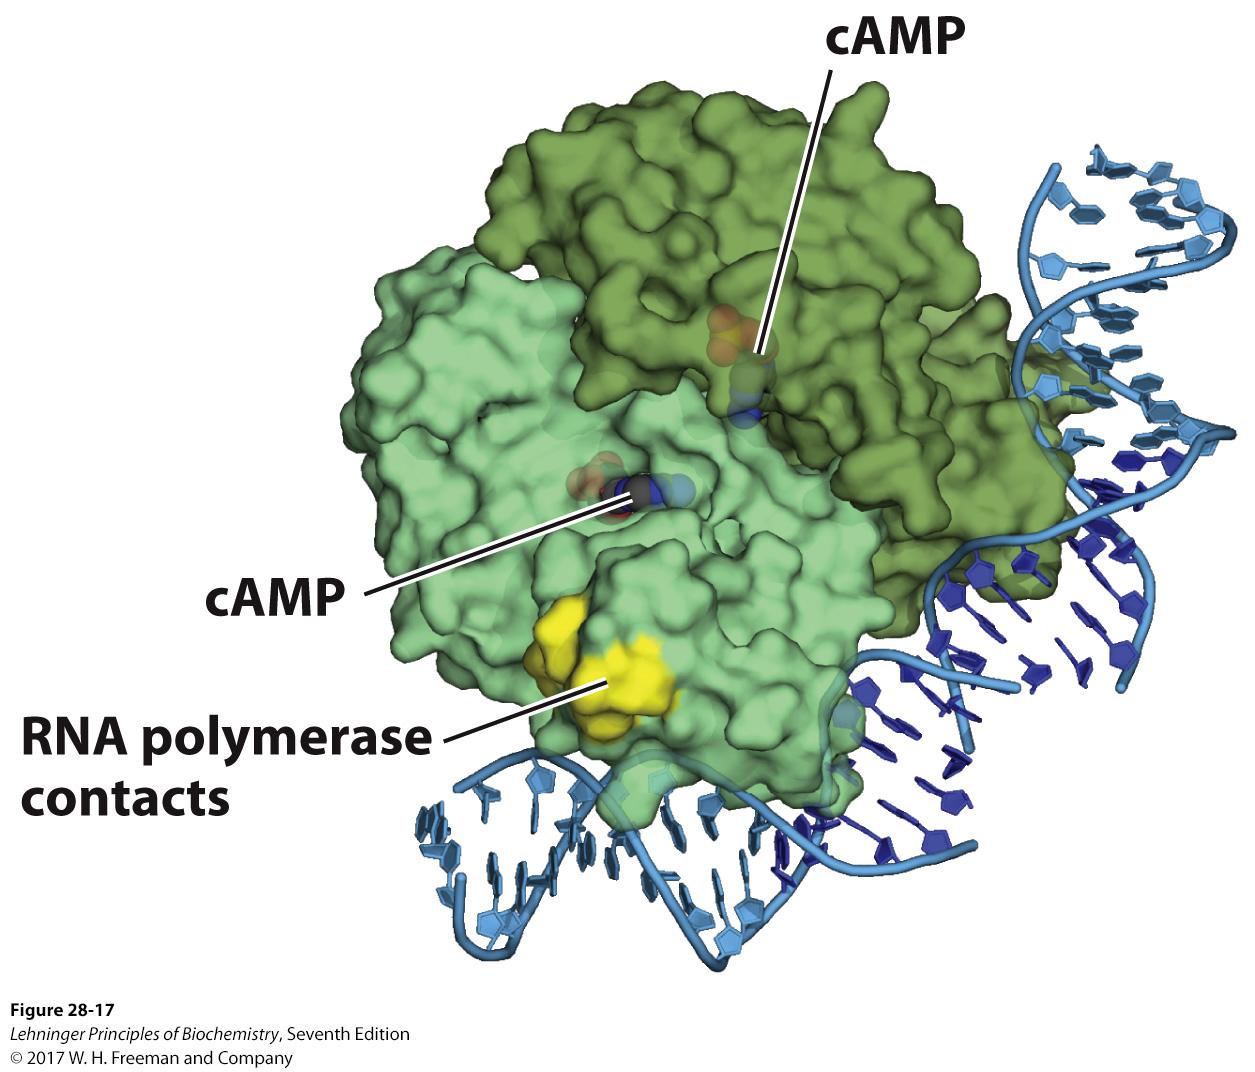 cAMP
cAMP
RNA polymerase
contacts
Figure 28-17
Lehninger Principles of Biochemistry, Seventh Edition
© 2017 W. H. Freeman and Company